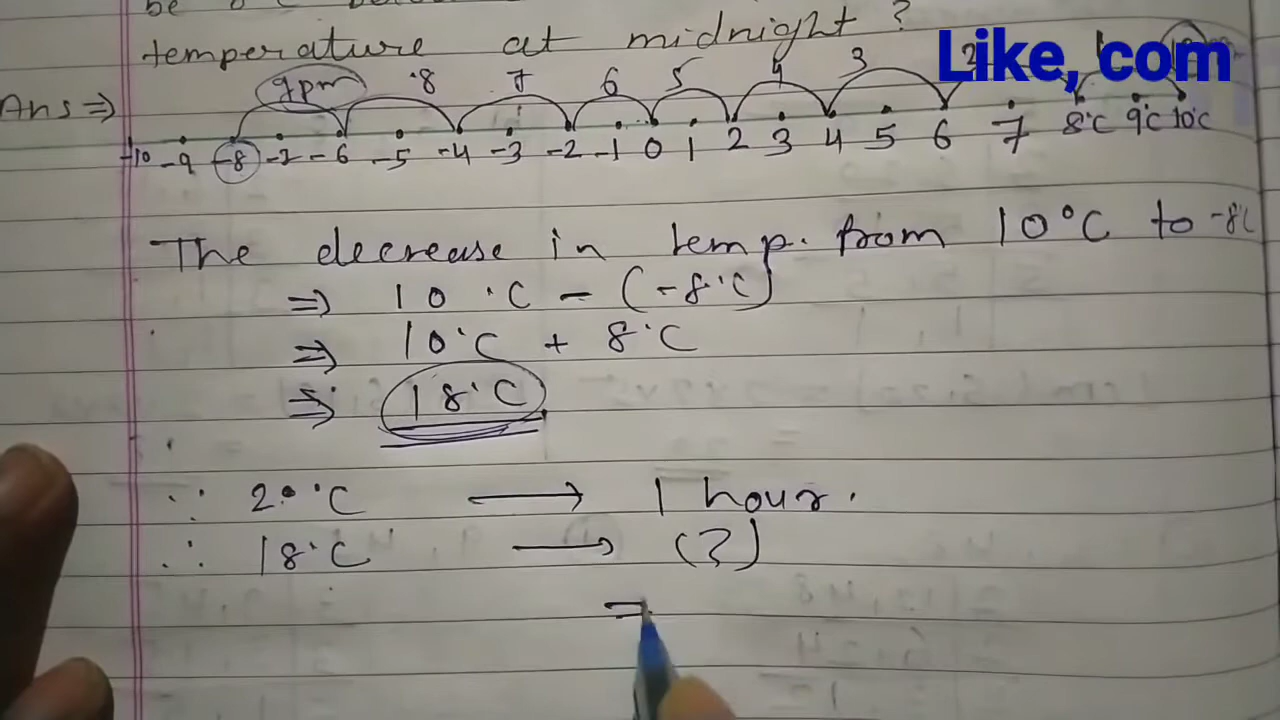 temperature at midnight?
Like, com
9pm 8 7 6 5 4 3 2
Ans ⇒
-10 -9 -8 -7 -6 -5 -4 -3 -2 -1 0 1 2 3 4 5 6 7 8°C 9°C 10°C
The decrease in temp. from 10°C to -8°C
⇒ 10°C - (-8°C)
⇒ 10°C + 8°C
⇒ 18°C
∵ 2°C ⟶ 1 hour.
∴ 18°C ⟶ (?)
=